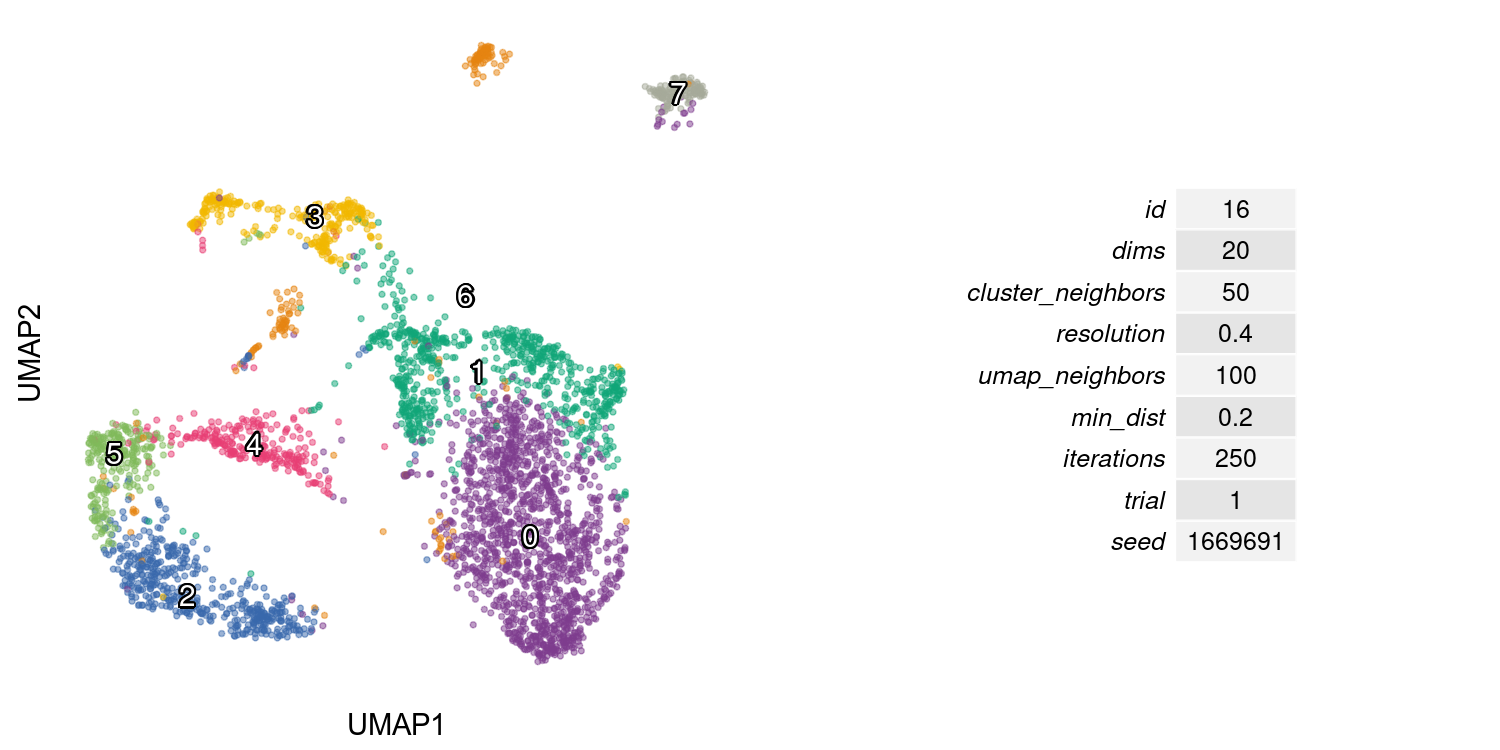 7
3
6
1
4
5
0
2
UMAP2
UMAP1
id 16
dims 20
cluster_neighbors 50
resolution 0.4
umap_neighbors 100
min_dist 0.2
iterations 250
trial 1
seed 1669691